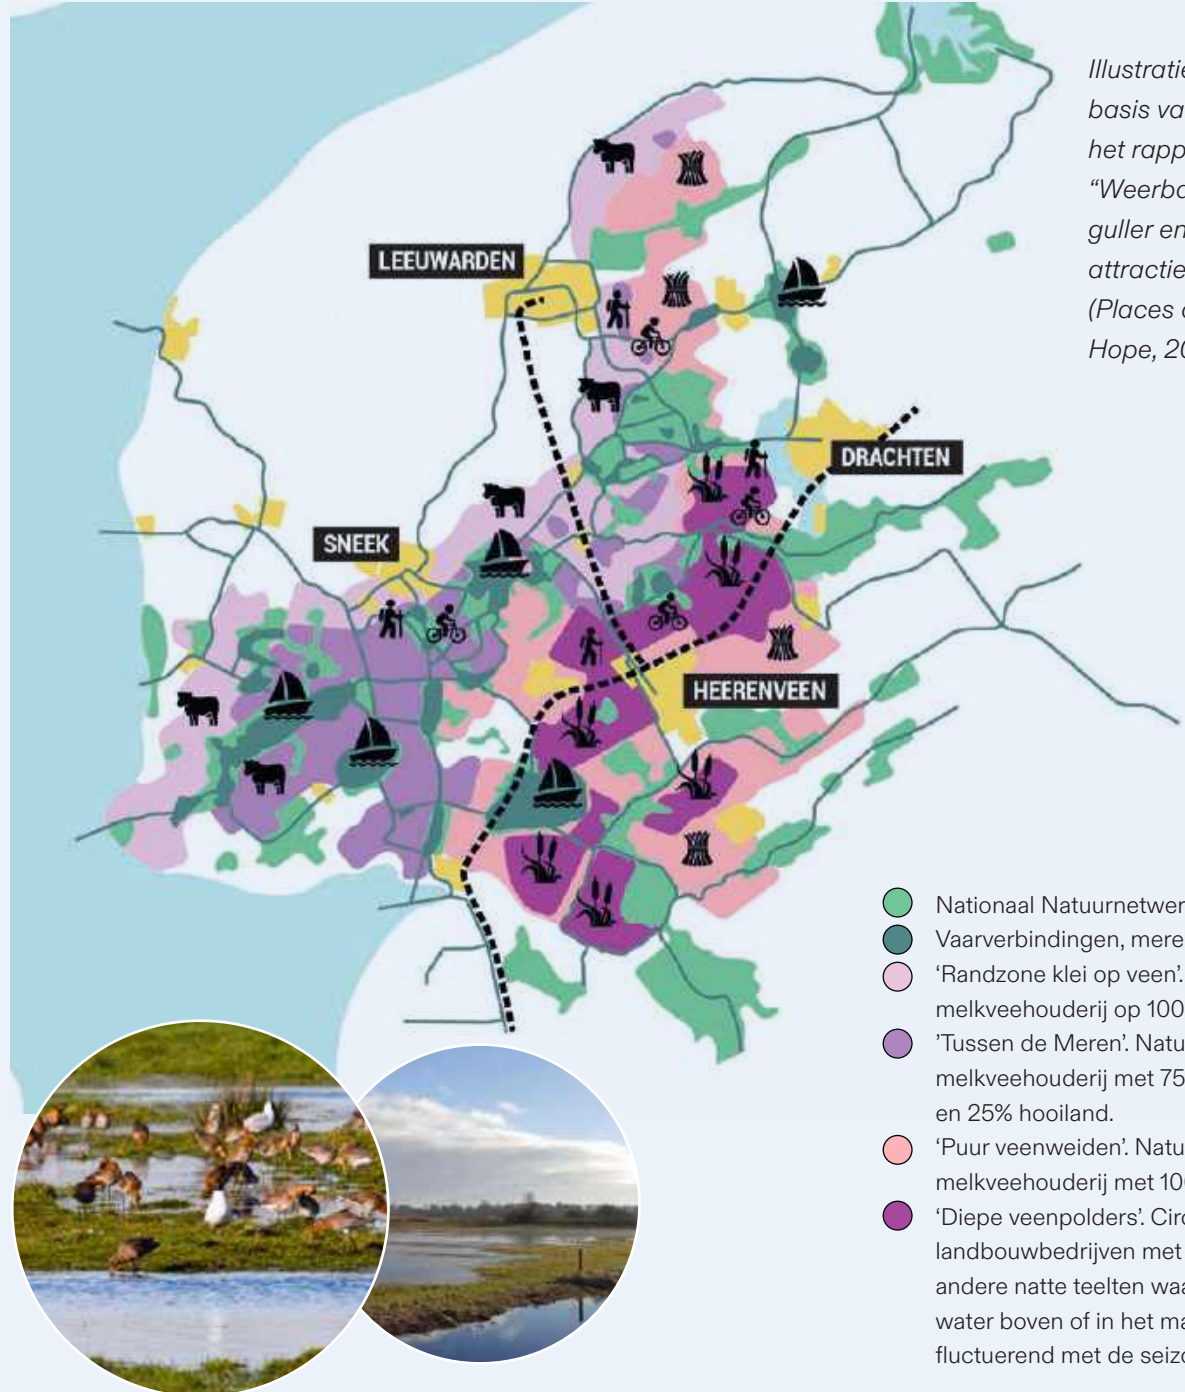 Illustratie
basis va
het rapp
“Weerba
guller en
attractie
(Places o
Hope, 20
LEEUWARDEN
DRACHTEN
SNEEK
HEERENVEEN
Nationaal Natuurnetwer
Vaarverbindingen, mere
‘Randzone klei op veen’.
melkveehouderij op 100
’Tussen de Meren’. Natu
melkveehouderij met 75
en 25% hooiland.
‘Puur veenweiden’. Natu
melkveehouderij met 100
‘Diepe veenpolders’. Circ
landbouwbedrijven met
andere natte teelten waa
water boven of in het ma
fluctuerend met de seizo